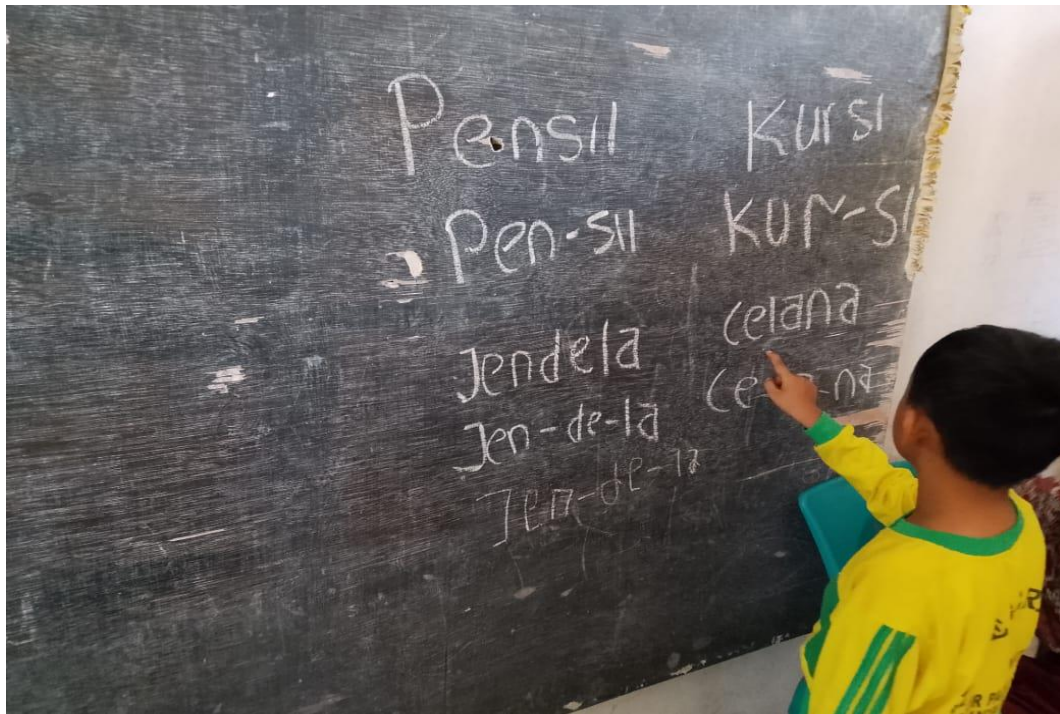 Pensil
Pen-sil
Jendela
Jen-de-la
Jen-de-la
Kursi
Kur-si
celana